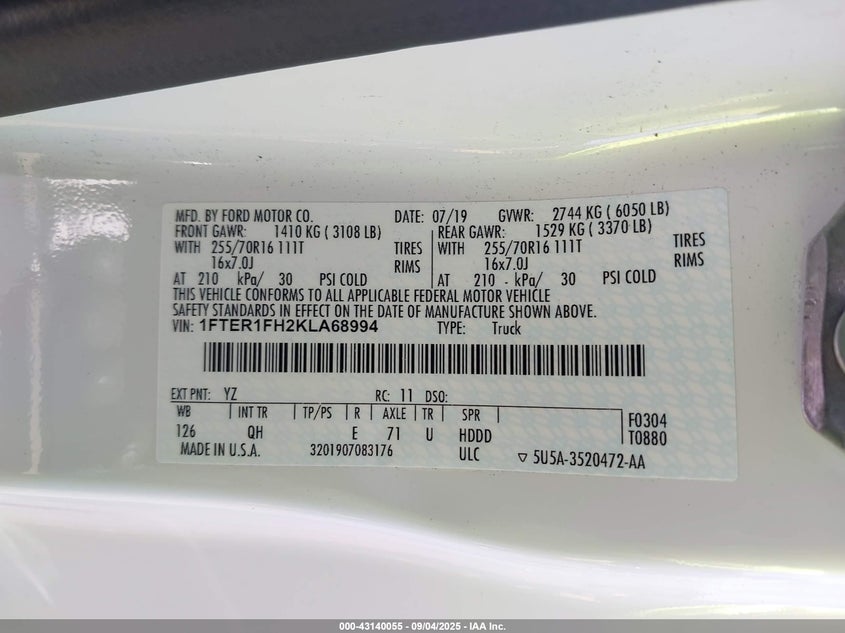 MFD. BY FORD MOTOR CO. DATE: 07/19 GVWR: 2744 KG ( 6050 LB)
FRONT GAWR: 1410 KG ( 3108 LB) REAR GAWR: 1529 KG ( 3370 LB)
WITH 255/70R16 111T TIRES WITH 255/70R16 111T TIRES
16x7.0J RIMS 16x7.0J RIMS
AT 210 kPa/ 30 PSI COLD AT 210 - kPa/ 30 PSI COLD
THIS VEHICLE CONFORMS TO ALL APPLICABLE FEDERAL MOTOR VEHICLE
SAFETY STANDARDS IN EFFECT ON THE DATE OF MANUFACTURE SHOWN ABOVE.
VIN: 1FTER1FH2KLA68994 TYPE: Truck
EXT PNT: YZ RC: 11 DSO:
WB INT TR TP/PS R AXLE TR SPR F0304
126 QH E 71 U HDDD T0880
MADE IN U.S.A. 3201907083176 ULC ▽ 5U5A-3520472-AA
000-43140055 - 09/04/2025 - IAA Inc.